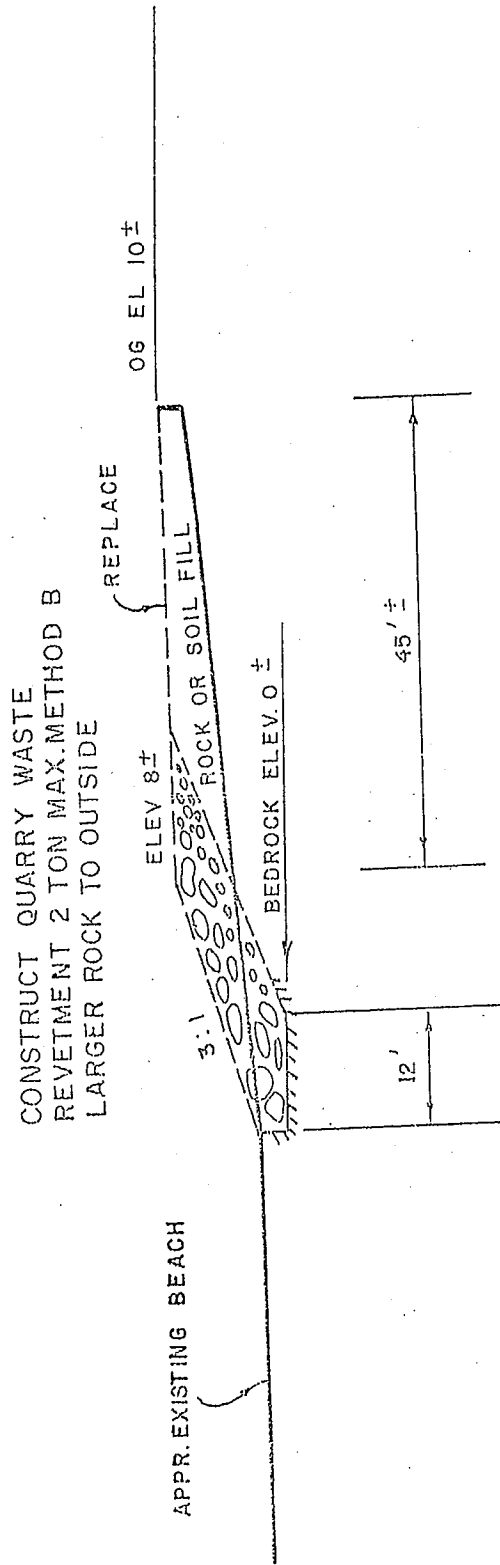 CONSTRUCT QUARRY WASTE
REVETMENT 2 TON MAX. METHOD B
LARGER ROCK TO OUTSIDE
REPLACE
OG EL 10±
ELEV 8±
3:1
ROCK OR SOIL FILL
APPR. EXISTING BEACH
BEDROCK ELEV. 0 ±
12'
45' ±